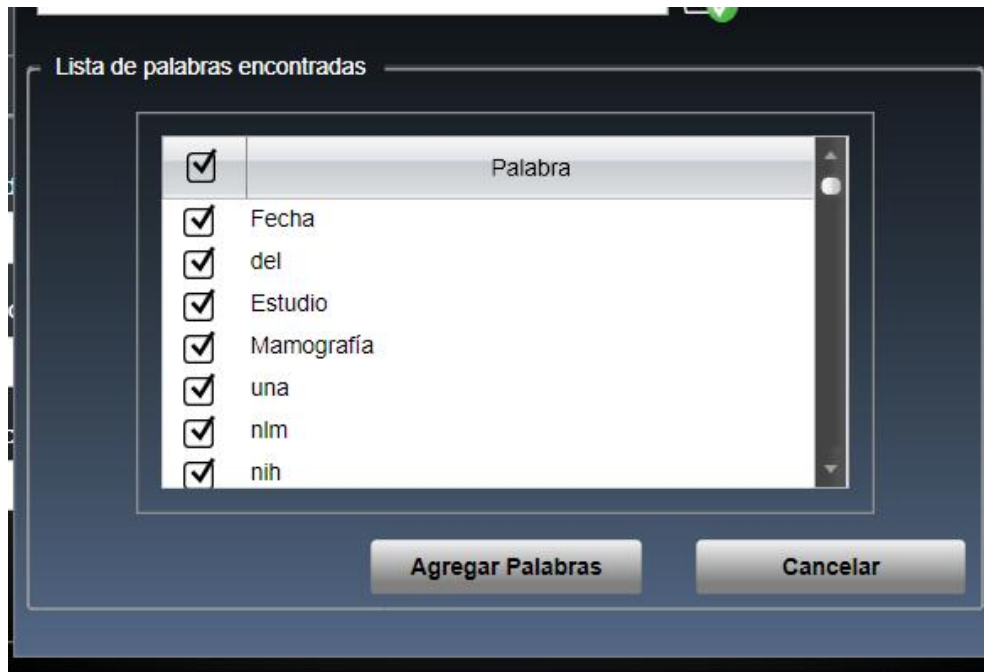 Lista de palabras encontradas
Palabra
Fecha
del
Estudio
Mamografía
una
nlm
nih
Agregar Palabras
Cancelar